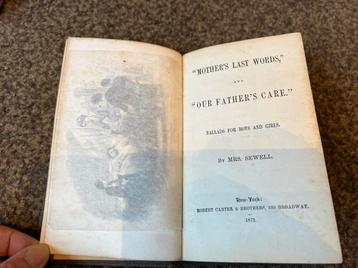 "MOTHER'S LAST WORDS,"
AND
"OUR FATHER'S CARE."
BALLADS FOR BOYS AND GIRLS.
BY MRS. SEWELL.
New-York:
ROBERT CARTER & BROTHERS, 530 BROADWAY.
1872.